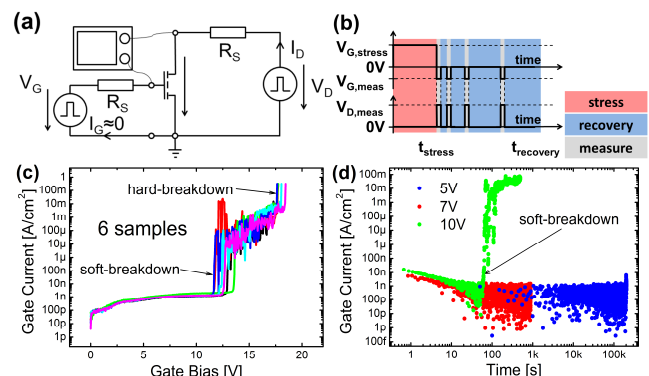 (a)
R_S
I_D
V_G
R_S
V_D
I_G≈0
(b)
V_G,stress
0V
time
V_G,meas
V_D,meas
0V
time
t_stress
t_recovery
stress
recovery
measure
(c)
Gate Current [A/cm²]
1
100m
10m
1m
100µ
10µ
1µ
100n
10n
1n
100p
10p
1p
hard-breakdown
6 samples
soft-breakdown
0
5
10
15
20
Gate Bias [V]
(d)
Gate Current [A/cm²]
100m
10m
1m
100µ
10µ
1µ
100n
10n
1n
100p
10p
1p
100f
5V
7V
10V
soft-breakdown
1
10
100
1k
10k
100k
Time [s]